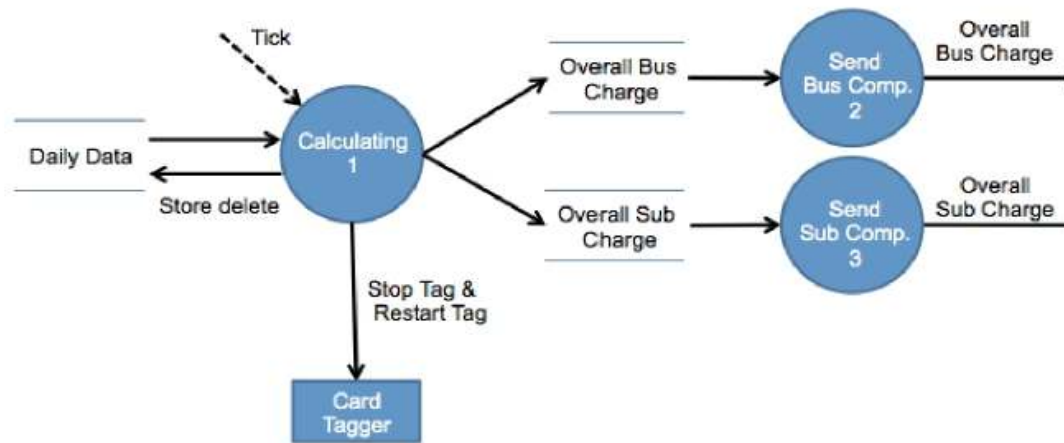 Tick
Daily Data
Store delete
Calculating
1
Stop Tag &
Restart Tag
Card
Tagger
Overall Bus
Charge
Send
Bus Comp.
2
Overall
Bus Charge
Overall Sub
Charge
Send
Sub Comp.
3
Overall
Sub Charge